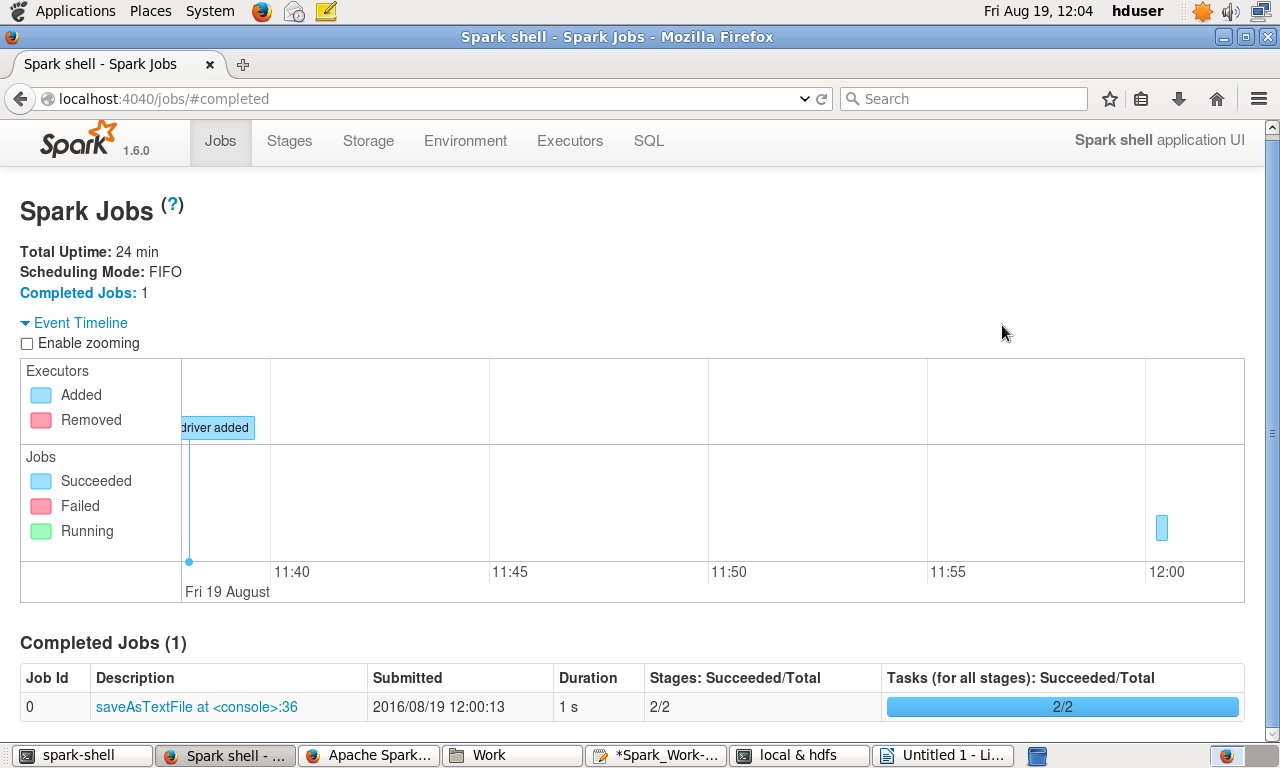 Applications Places System Fri Aug 19, 12:04 hduser
Spark shell - Spark Jobs - Mozilla Firefox
Spark shell - Spark Jobs
localhost:4040/jobs/#completed Search
Spark 1.6.0 Jobs Stages Storage Environment Executors SQL Spark shell application UI
Spark Jobs (?)
Total Uptime: 24 min
Scheduling Mode: FIFO
Completed Jobs: 1
Event Timeline
Enable zooming
Executors
Added
Removed
driver added
Jobs
Succeeded
Failed
Running
11:40 11:45 11:50 11:55 12:00
Fri 19 August
Completed Jobs (1)
Job Id Description Submitted Duration Stages: Succeeded/Total Tasks (for all stages): Succeeded/Total
0 saveAsTextFile at <console>:36 2016/08/19 12:00:13 1 s 2/2 2/2
spark-shell Spark shell - ... Apache Spark... Work *Spark_Work-... local & hdfs Untitled 1 - Li...